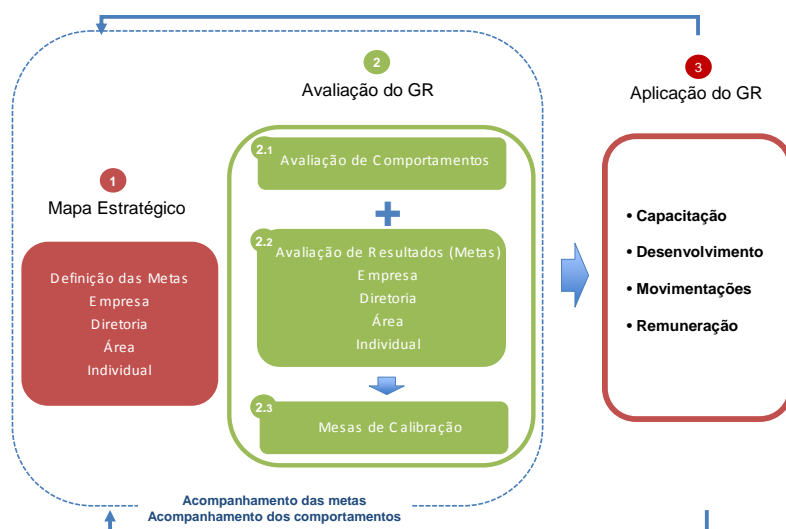 1
Mapa Estratégico
Definição das Metas
Empresa
Diretoria
Área
Individual
2
Avaliação do GR
2.1
Avaliação de Comportamentos
2.2
Avaliação de Resultados (Metas)
Empresa
Diretoria
Área
Individual
2.3
Mesas de Calibração
3
Aplicação do GR
• Capacitação
• Desenvolvimento
• Movimentações
• Remuneração
Acompanhamento das metas
Acompanhamento dos comportamentos